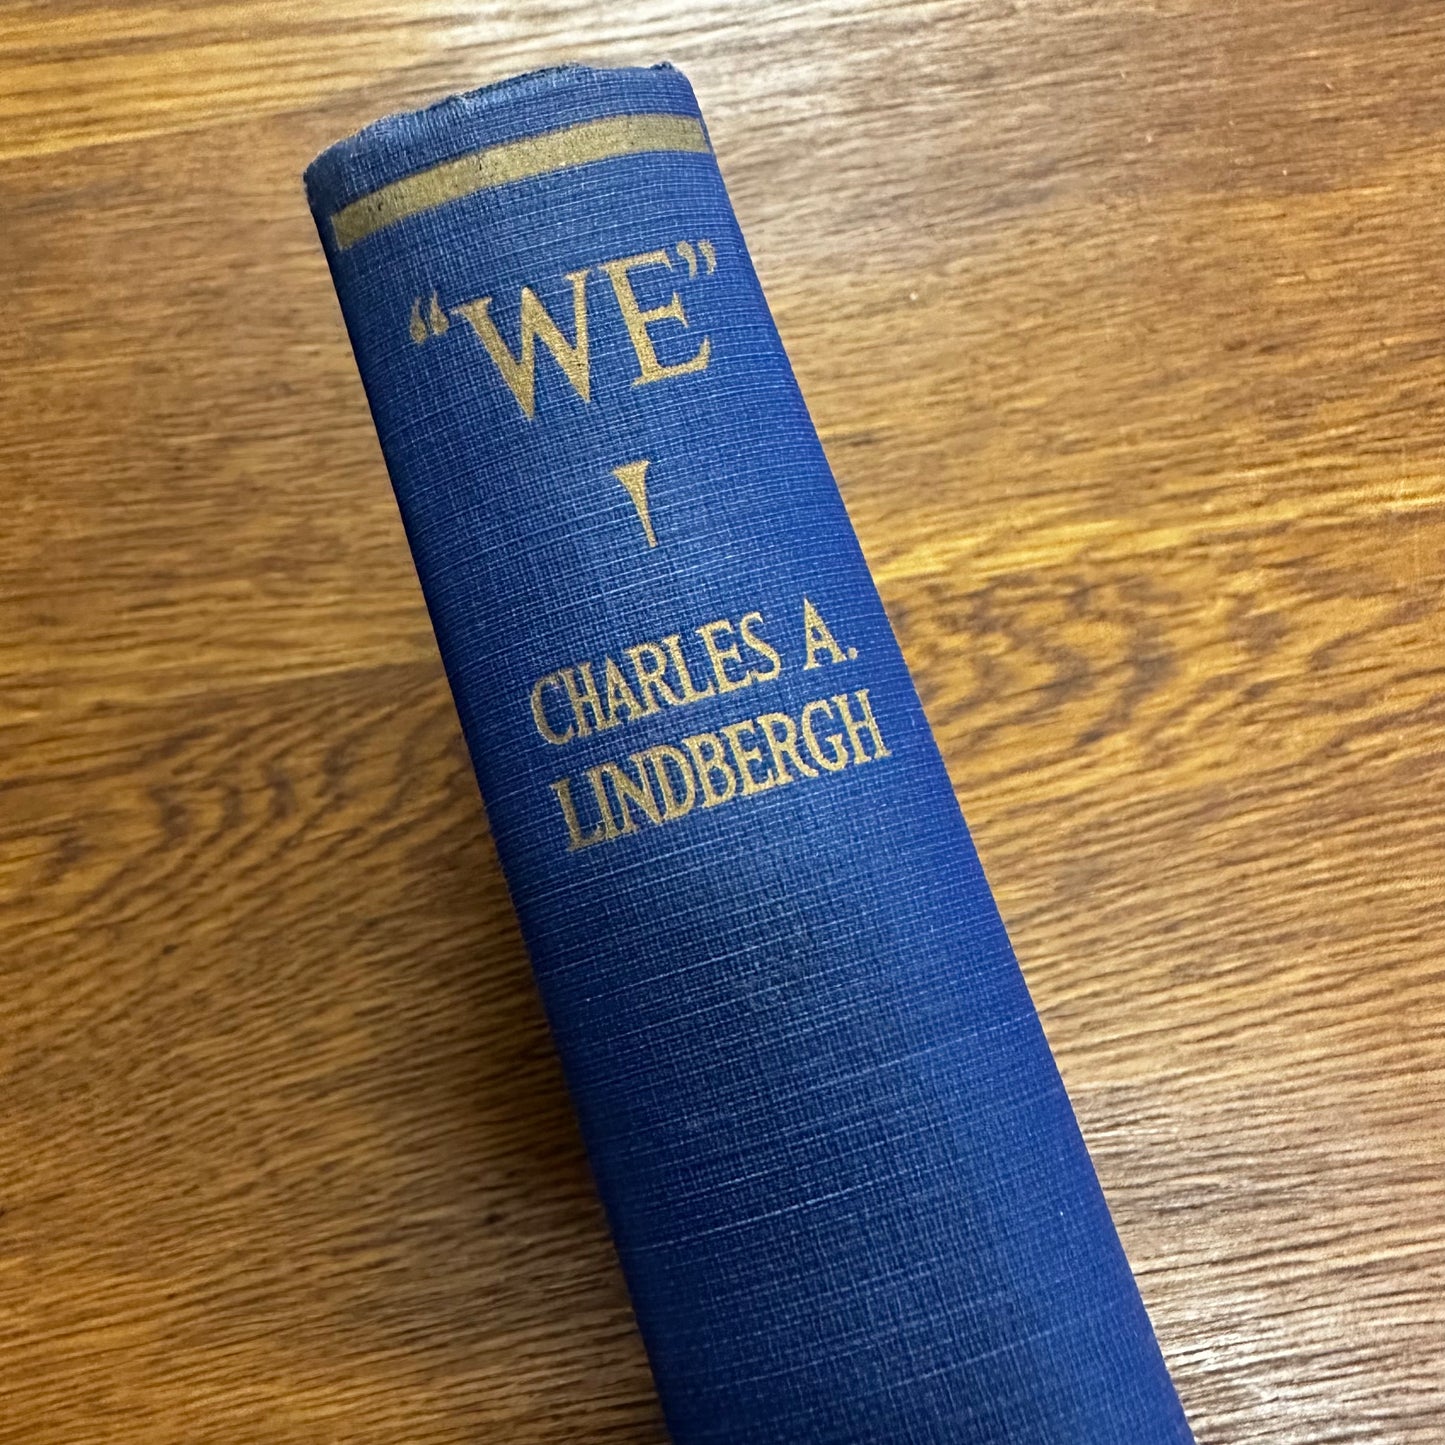 “WE”
CHARLES A.
LINDBERGH